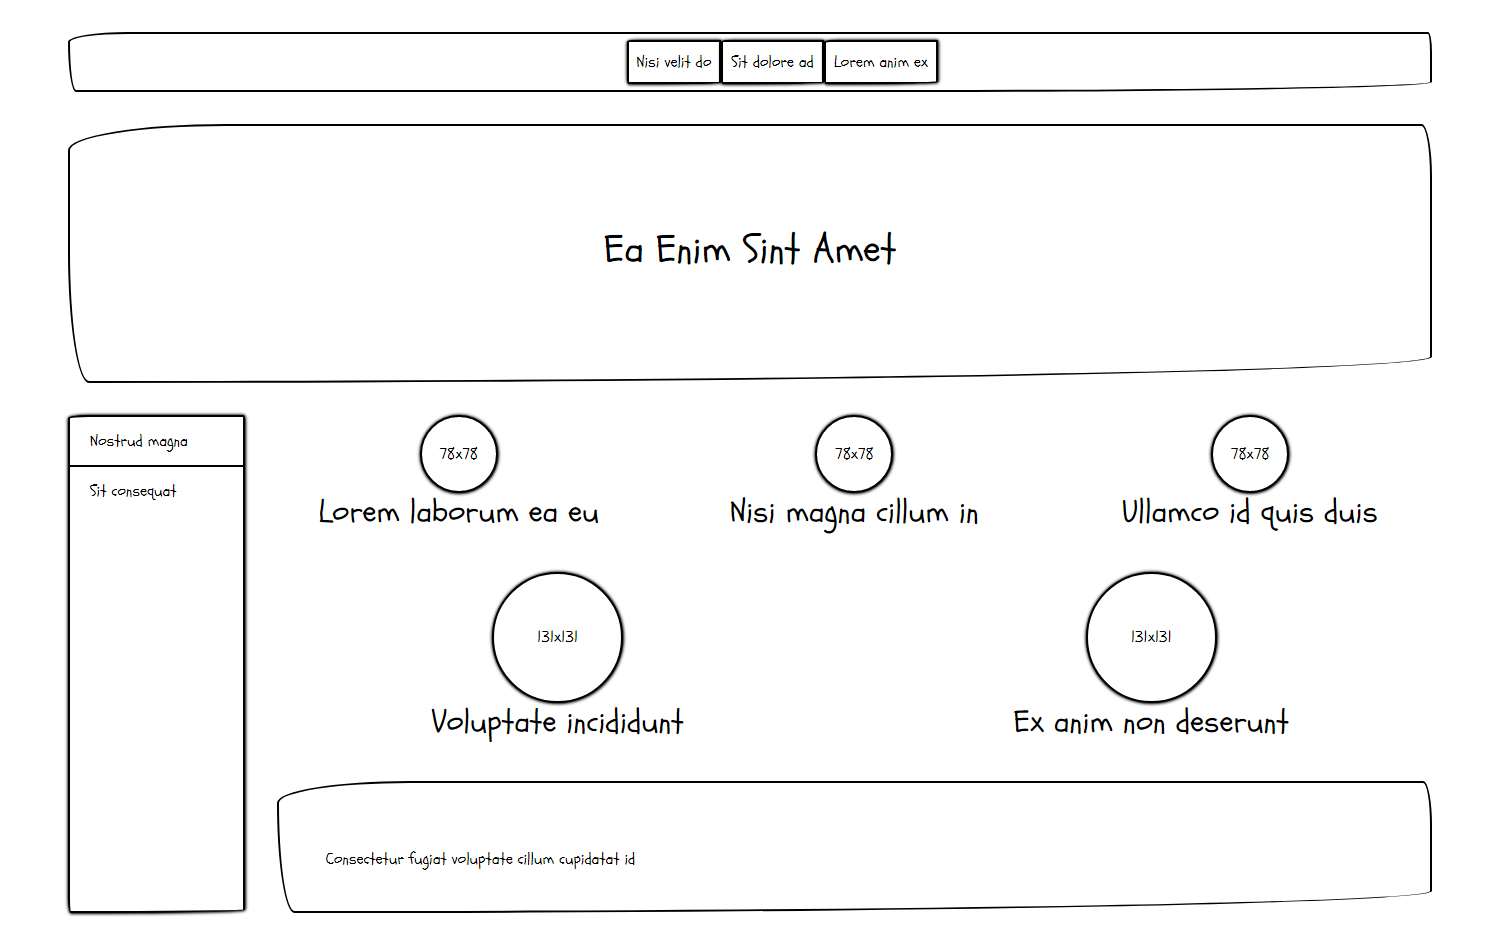 Nisi velit do
Sit dolore ad
Lorem anim ex
Ea Enim Sint Amet
Nostrud magna
Sit consequat
78x78
78x78
78x78
Lorem laborum ea eu
Nisi magna cillum in
Ullamco id quis duis
131x131
131x131
Voluptate incididunt
Ex anim non deserunt
Consectetur fugiat voluptate cillum cupidatat id